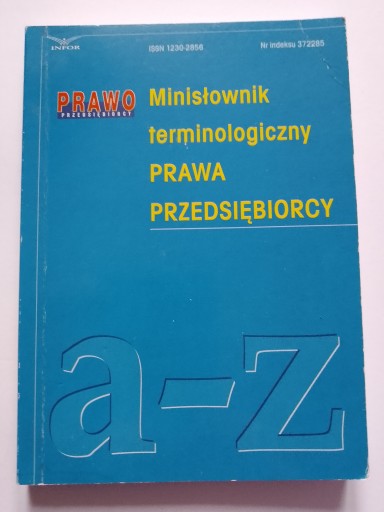 INFOR
ISSN 1230-2856
Nr indeksu 372285
PRAWO
PRZEDSIĘBIORCY
Minisłownik
terminologiczny
PRAWA
PRZEDSIĘBIORCY
a-z